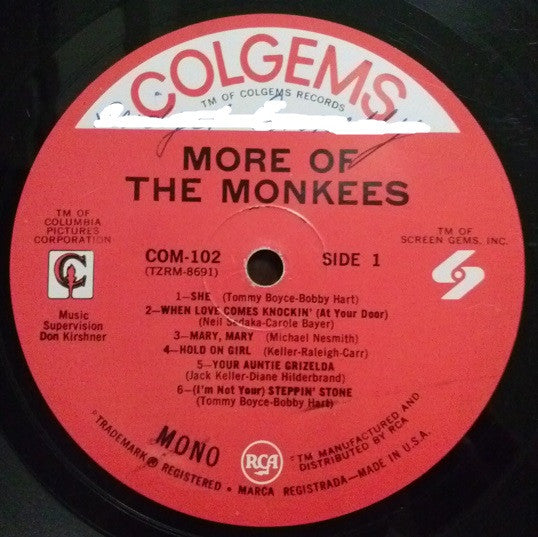 COLGEMS
TM OF COLGEMS RECORDS
MORE OF
THE MONKEES
TM OF
COLUMBIA
PICTURES
CORPORATION
Music
Supervision
Don Kirshner
COM-102
(TZRM-8691)
SIDE 1
TM OF
SCREEN GEMS, INC.
1—SHE (Tommy Boyce-Bobby Hart)
2—WHEN LOVE COMES KNOCKIN' (At Your Door)
(Neil Sedaka-Carole Bayer)
3—MARY, MARY (Michael Nesmith)
4—HOLD ON GIRL (Keller-Raleigh-Carr)
5—YOUR AUNTIE GRIZELDA
(Jack Keller-Diane Hilderbrand)
6—(I'm Not Your) STEPPIN' STONE
(Tommy Boyce-Bobby Hart)
MONO
RCA
®TRADEMARK ® REGISTERED • MARCA REGISTRADA—MADE IN U.S.A.
®TM MANUFACTURED AND
DISTRIBUTED BY RCA